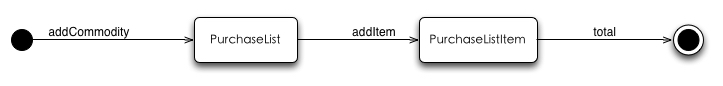 addCommodity
PurchaseList
addItem
PurchaseListItem
total